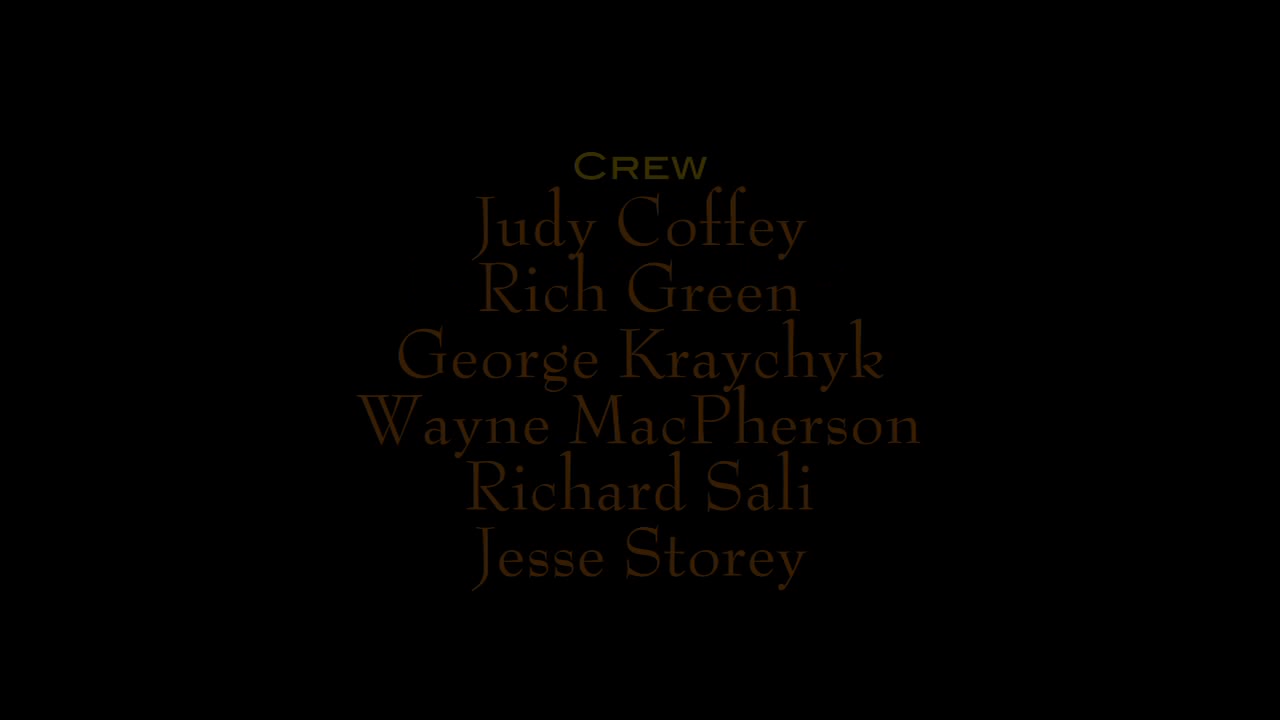 Crew
Judy Coffey
Rich Green
George Kraychyk
Wayne MacPherson
Richard Sali
Jesse Storey